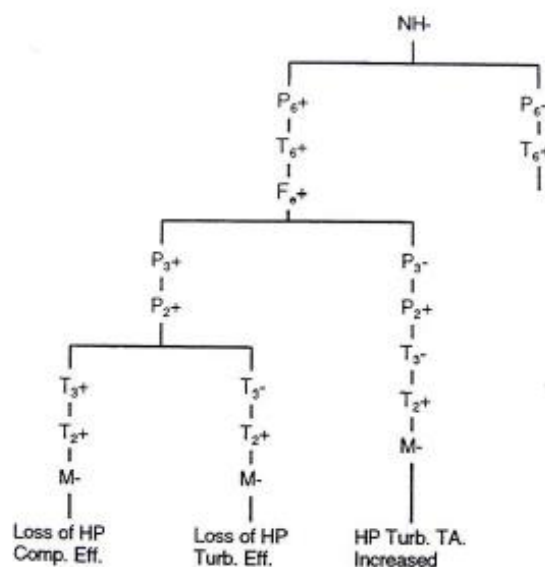 NH-
P₆+ P₆+
T₆+ T₆+
Fₑ+
P₃+ P₃-
P₂+ P₂+
T₃+ T₃- T₃-
T₂+ T₂+ T₂+
M- M- M-
Loss of HP Loss of HP HP Turb. TA.
Comp. Eff. Turb. Eff. Increased